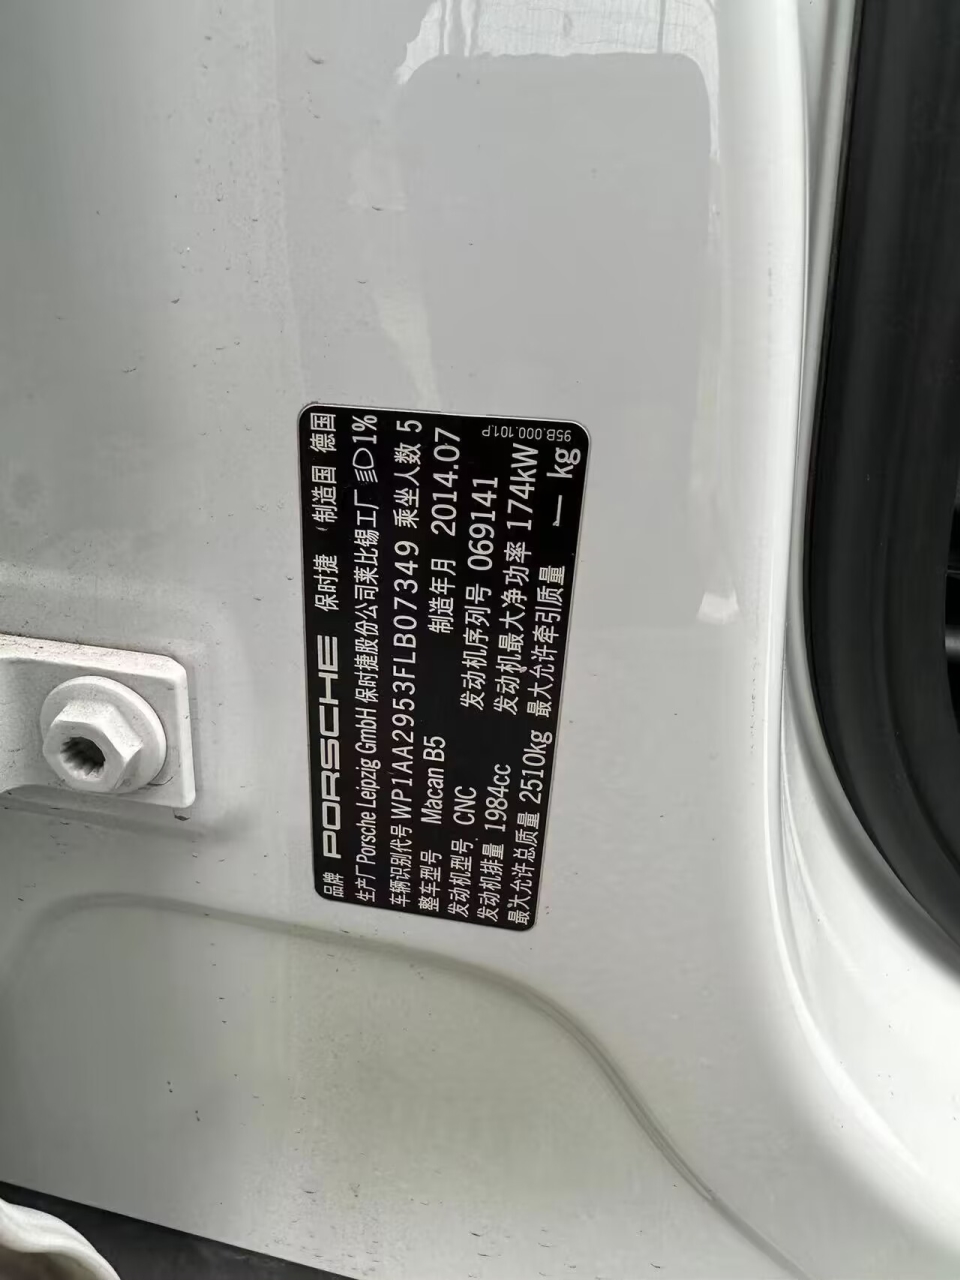 95B.000.101.P
品牌 PORSCHE 保时捷 制造国 德国
生产厂 Porsche Leipzig GmbH 保时捷股份公司莱比锡工厂 1%
车辆识别代号 WP1AA2953FLB07349 乘坐人数 5
整车型号 Macan B5 制造年月 2014.07
发动机型号 CNC 发动机序列号 069141
发动机排量 1984cc 发动机最大净功率 174kW
最大允许总质量 2510kg 最大允许牵引质量 — kg